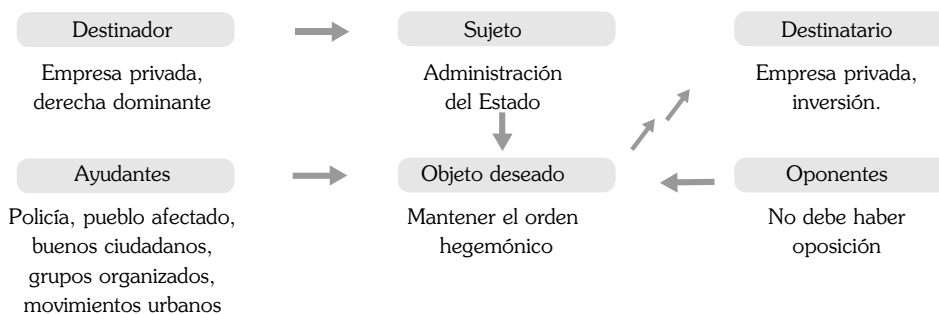 Destinador
Empresa privada,
derecha dominante
Sujeto
Administración
del Estado
Destinatario
Empresa privada,
inversión.
Ayudantes
Policía, pueblo afectado,
buenos ciudadanos,
grupos organizados,
movimientos urbanos
Objeto deseado
Mantener el orden
hegemónico
Oponentes
No debe haber
oposición